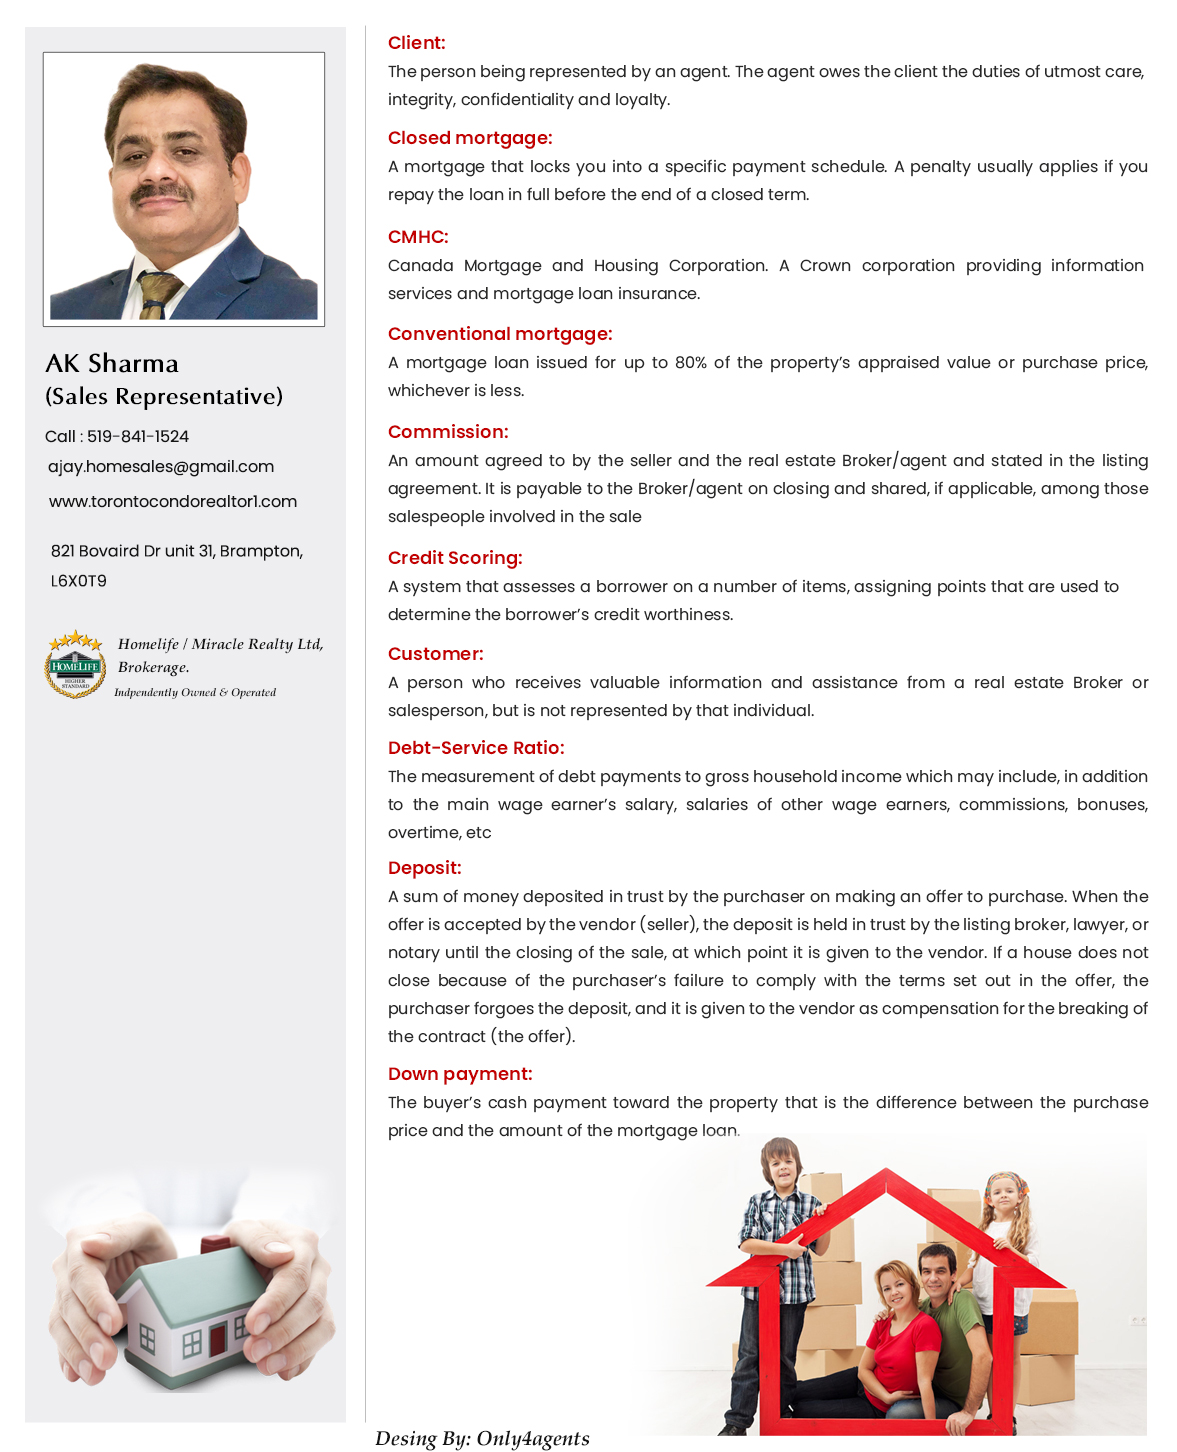 AK Sharma
(Sales Representative)
Call : 519-841-1524
ajay.homesales@gmail.com
www.torontocondorealtor1.com
821 Bovaird Dr unit 31, Brampton,
L6X0T9
HOMELIFE
HIGHER
STANDARD
Homelife / Miracle Realty Ltd,
Brokerage.
Indpendently Owned & Operated
Client:
The person being represented by an agent. The agent owes the client the duties of utmost care,
integrity, confidentiality and loyalty.
Closed mortgage:
A mortgage that locks you into a specific payment schedule. A penalty usually applies if you
repay the loan in full before the end of a closed term.
CMHC:
Canada Mortgage and Housing Corporation. A Crown corporation providing information
services and mortgage loan insurance.
Conventional mortgage:
A mortgage loan issued for up to 80% of the property’s appraised value or purchase price,
whichever is less.
Commission:
An amount agreed to by the seller and the real estate Broker/agent and stated in the listing
agreement. It is payable to the Broker/agent on closing and shared, if applicable, among those
salespeople involved in the sale
Credit Scoring:
A system that assesses a borrower on a number of items, assigning points that are used to
determine the borrower’s credit worthiness.
Customer:
A person who receives valuable information and assistance from a real estate Broker or
salesperson, but is not represented by that individual.
Debt-Service Ratio:
The measurement of debt payments to gross household income which may include, in addition
to the main wage earner’s salary, salaries of other wage earners, commissions, bonuses,
overtime, etc
Deposit:
A sum of money deposited in trust by the purchaser on making an offer to purchase. When the
offer is accepted by the vendor (seller), the deposit is held in trust by the listing broker, lawyer, or
notary until the closing of the sale, at which point it is given to the vendor. If a house does not
close because of the purchaser’s failure to comply with the terms set out in the offer, the
purchaser forgoes the deposit, and it is given to the vendor as compensation for the breaking of
the contract (the offer).
Down payment:
The buyer’s cash payment toward the property that is the difference between the purchase
price and the amount of the mortgage loan.
Desing By: Only4agents